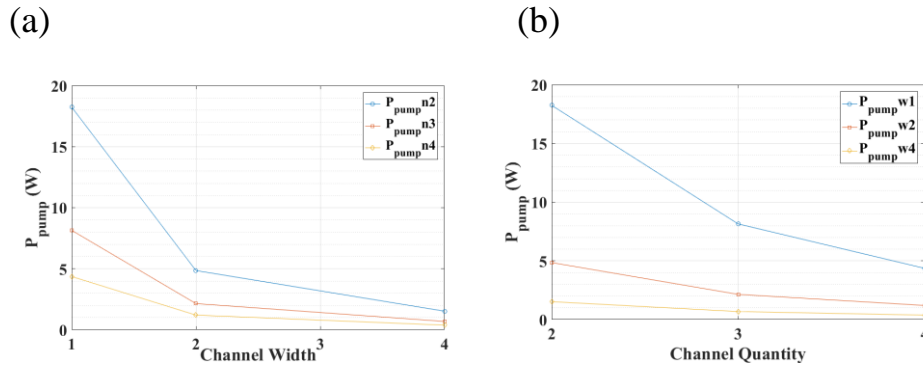 (a)
20
15
10
5
0
P_pump (W)
1 2 3 4
Channel Width
P_pump n2
P_pump n3
P_pump n4
(b)
20
15
10
5
0
P_pump (W)
2 3 4
Channel Quantity
P_pump w1
P_pump w2
P_pump w4